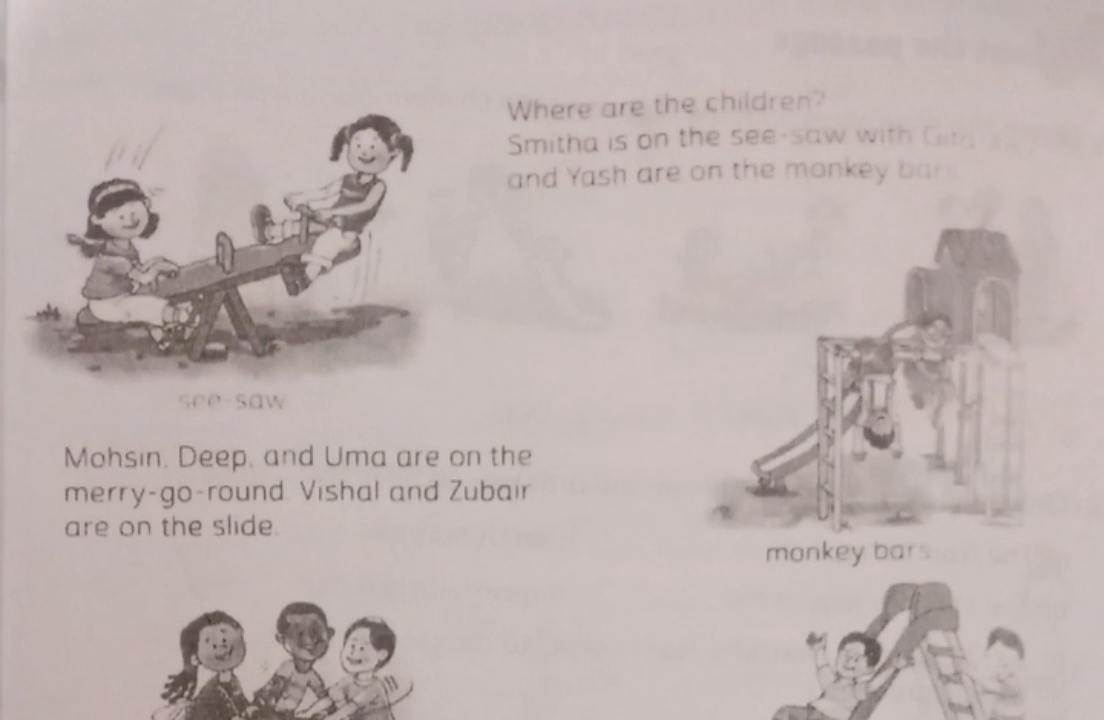 Where are the children?
Smitha is on the see-saw with Gita
and Yash are on the monkey bars
see-saw
Mohsin, Deep, and Uma are on the
merry-go-round. Vishal and Zubair
are on the slide.
monkey bars